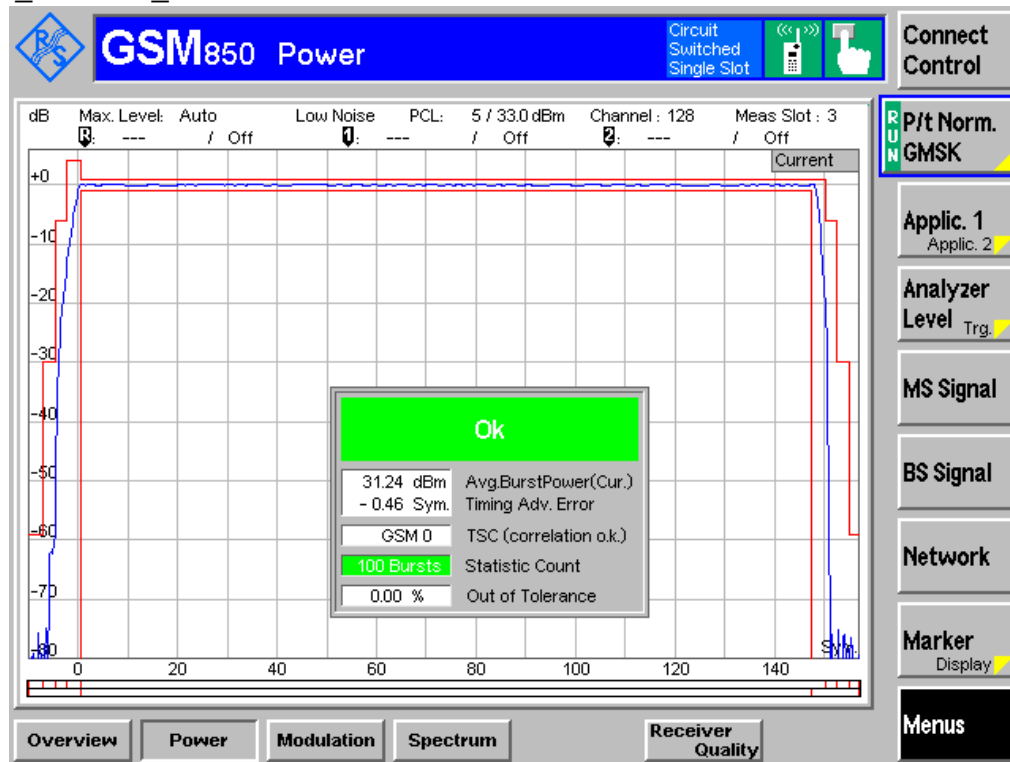 R&S
GSM850 Power
Circuit
Switched
Single Slot
Connect
Control
dB Max. Level: Auto Low Noise PCL: 5 / 33.0 dBm Channel : 128 Meas Slot : 3
R: --- / Off 1: --- / Off 2: --- / Off
Current
RUN
P/t Norm.
GMSK
Applic. 1
Applic. 2
Analyzer
Level Trg.
MS Signal
BS Signal
Network
Marker
Display
Menus
+0
-10
-20
-30
-40
-50
-60
-70
-80
Ok
31.24 dBm Avg.BurstPower(Cur.)
- 0.46 Sym. Timing Adv. Error
GSM 0 TSC (correlation o.k.)
100 Bursts Statistic Count
0.00 % Out of Tolerance
0 20 40 60 80 100 120 140
Overview Power Modulation Spectrum Receiver
Quality